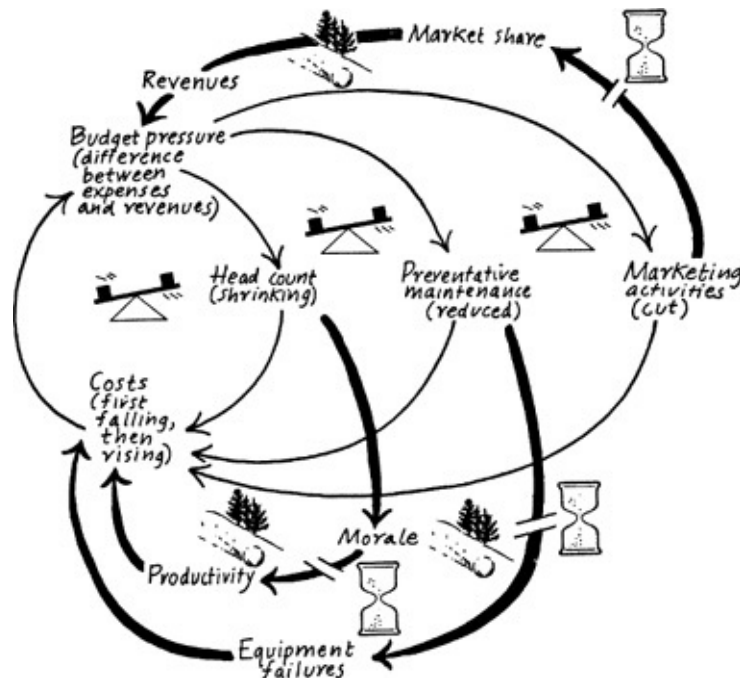 Market share
Revenues
Budget pressure
(difference
between
expenses
and revenues)
Head count
(shrinking)
Preventative
maintenance
(reduced)
Marketing
activities
(cut)
Costs
(first
falling,
then
rising)
Morale
Productivity
Equipment
failures